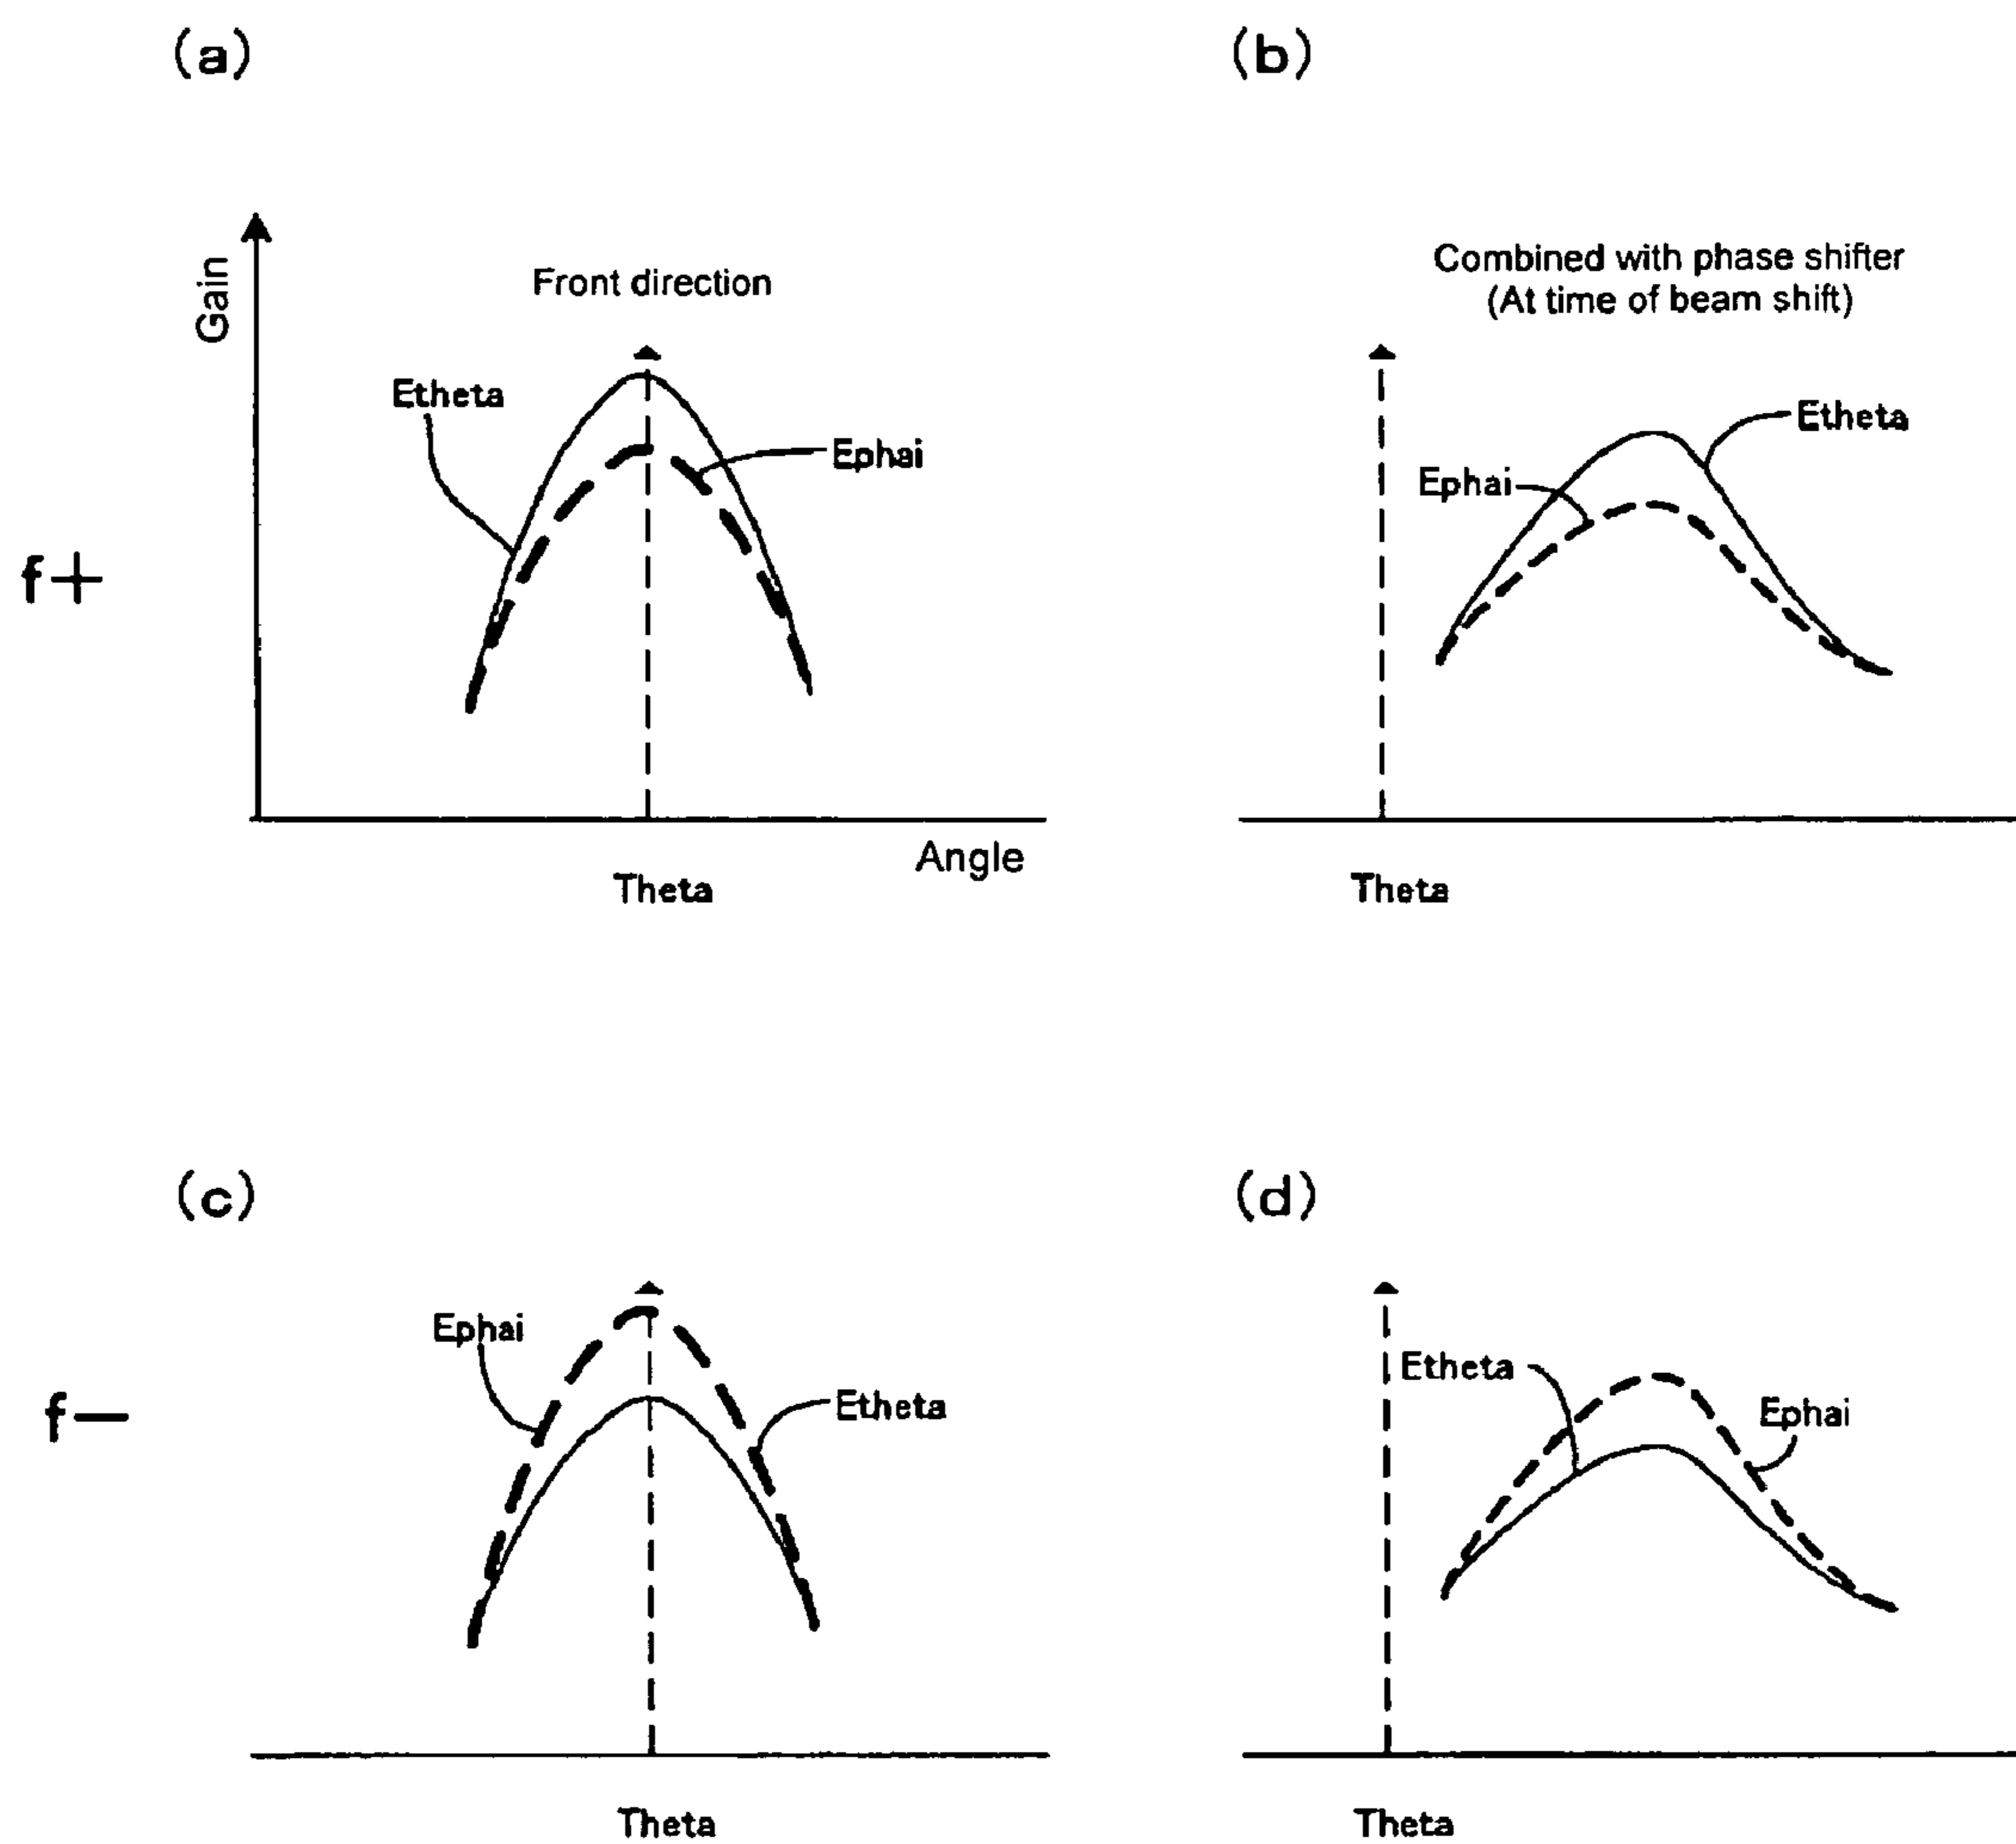 (a)
(b)
Gain
Front direction
Combined with phase shifter
(At time of beam shift)
Etheta
Ephai
Etheta
Ephai
f+
Angle
Theta
Theta
(c)
(d)
Ephai
Etheta
Etheta
Ephai
f−
Theta
Theta